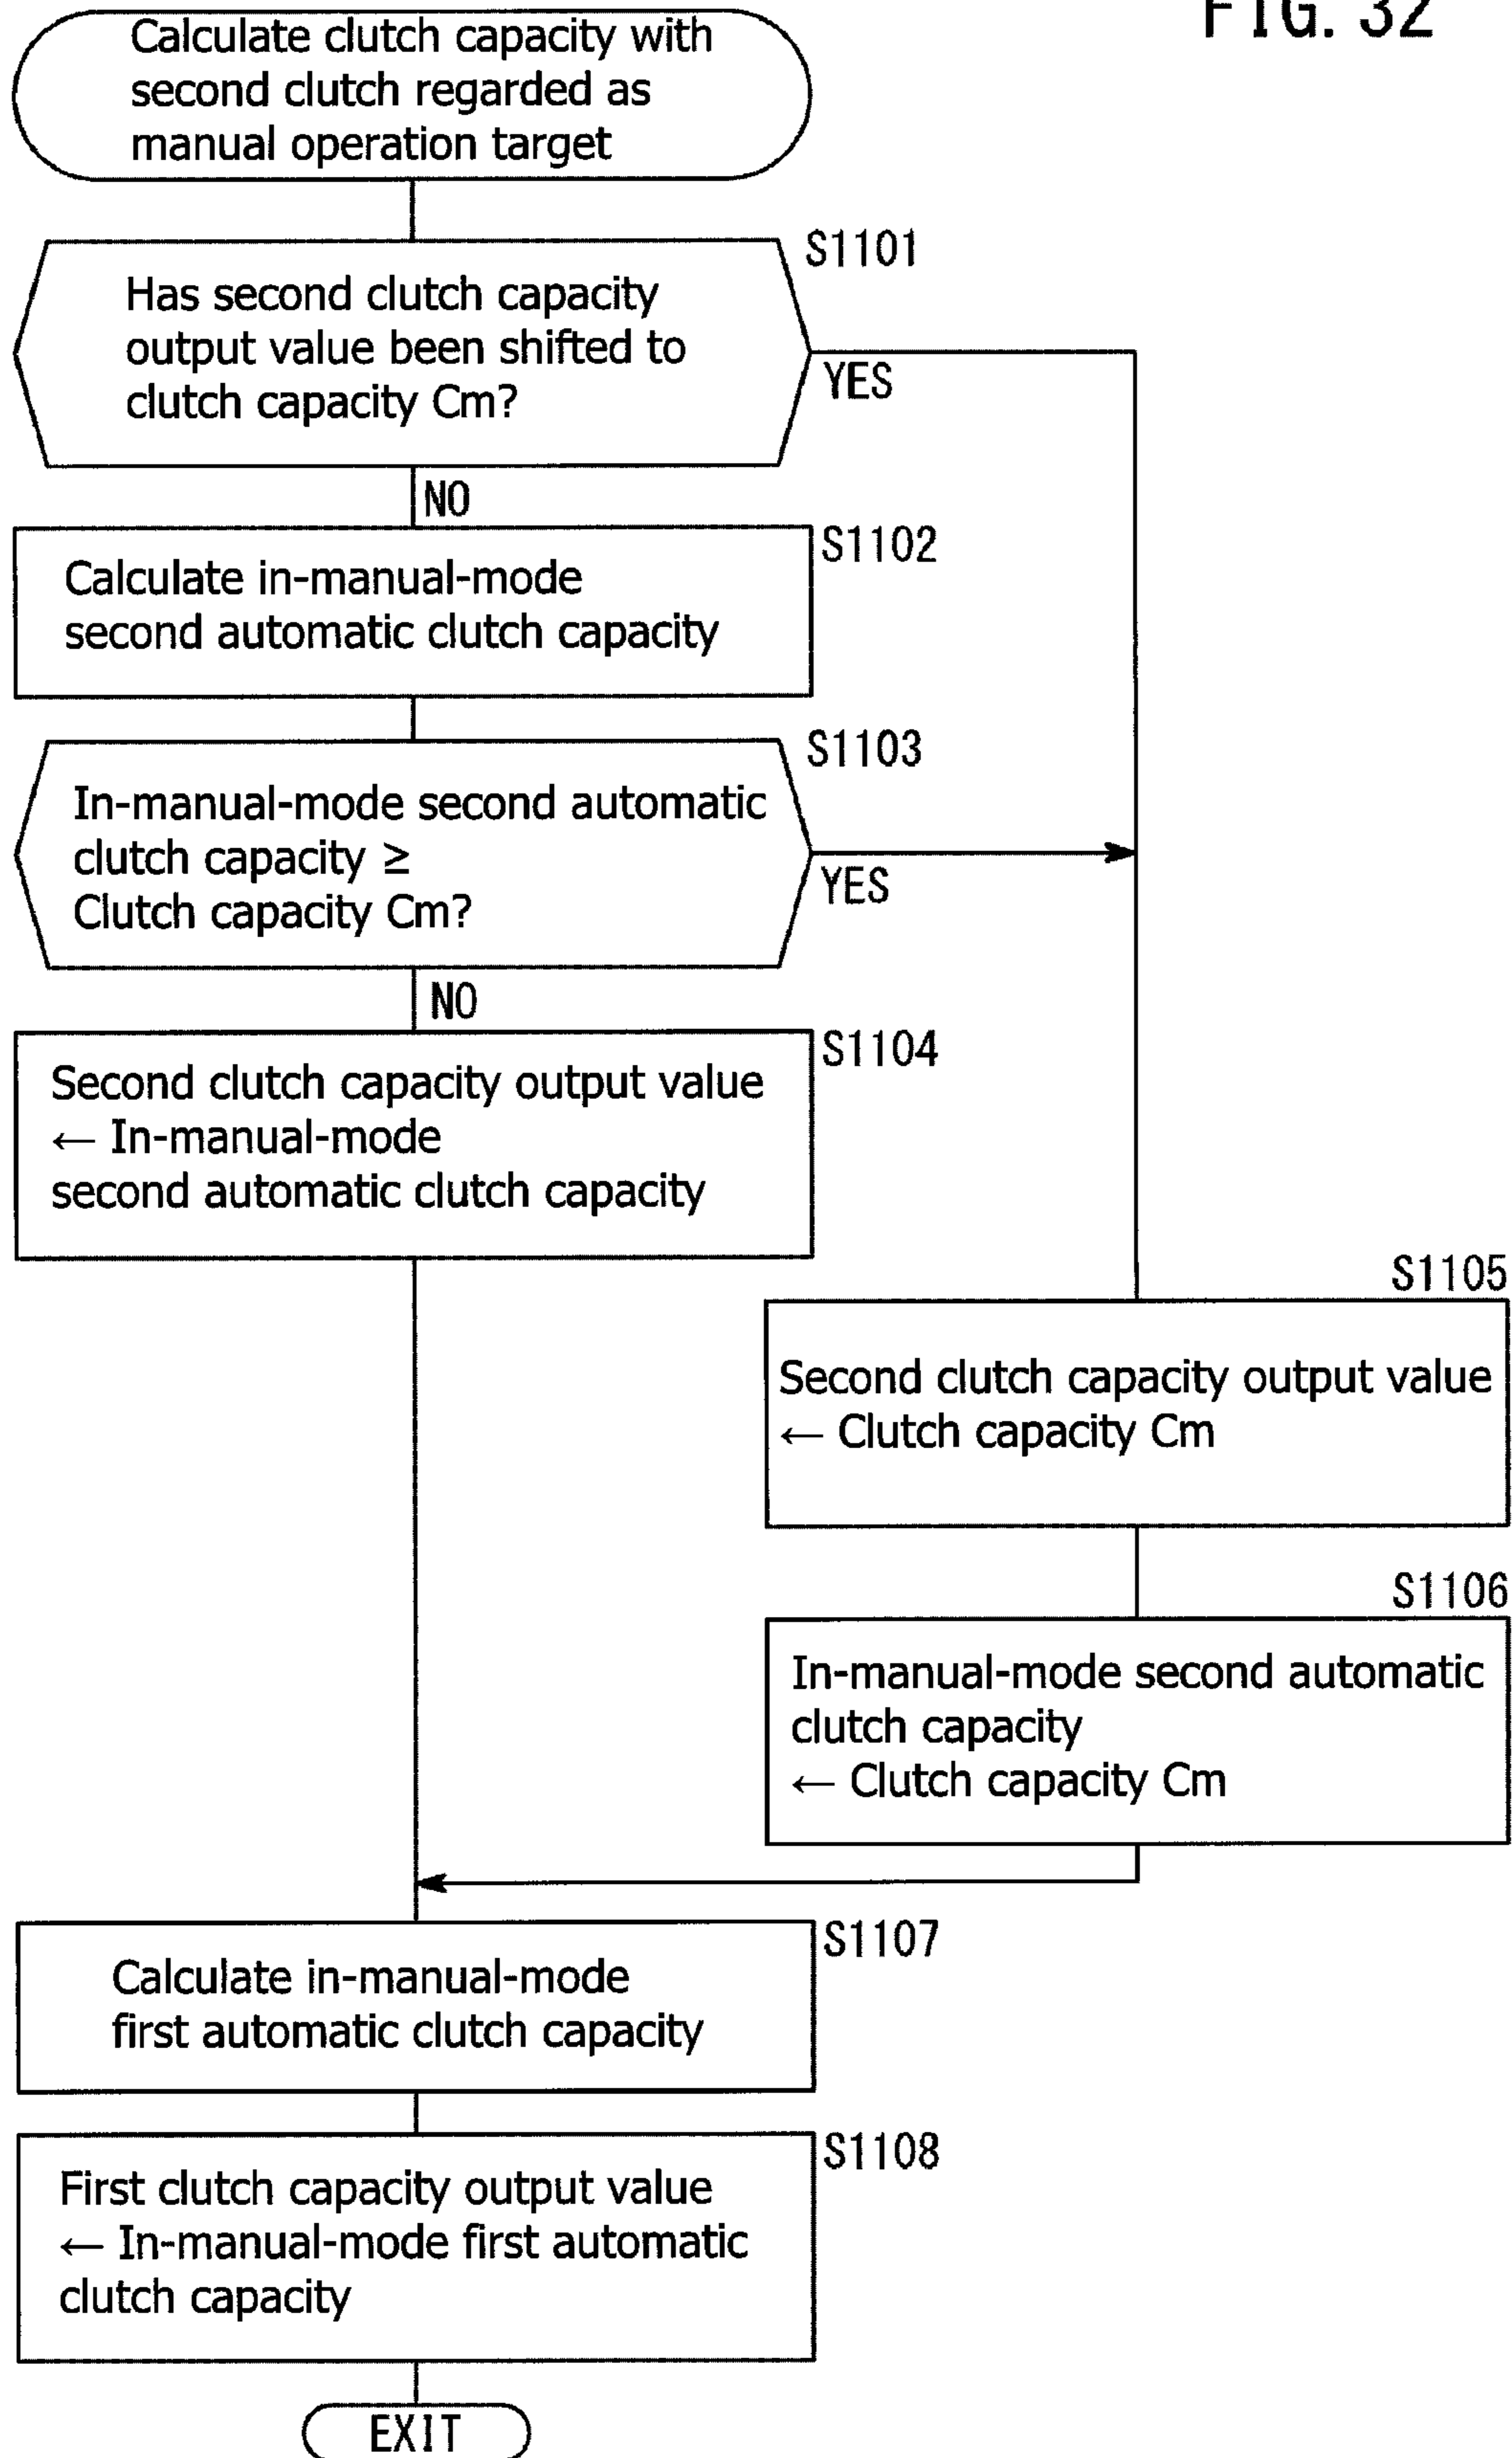 FIG. 32
Calculate clutch capacity with
second clutch regarded as
manual operation target
S1101
Has second clutch capacity
output value been shifted to
clutch capacity Cm?
YES
NO
S1102
Calculate in-manual-mode
second automatic clutch capacity
S1103
In-manual-mode second automatic
clutch capacity ≥
Clutch capacity Cm?
YES
NO
S1104
Second clutch capacity output value
← In-manual-mode
second automatic clutch capacity
S1105
Second clutch capacity output value
← Clutch capacity Cm
S1106
In-manual-mode second automatic
clutch capacity
← Clutch capacity Cm
S1107
Calculate in-manual-mode
first automatic clutch capacity
S1108
First clutch capacity output value
← In-manual-mode first automatic
clutch capacity
EXIT